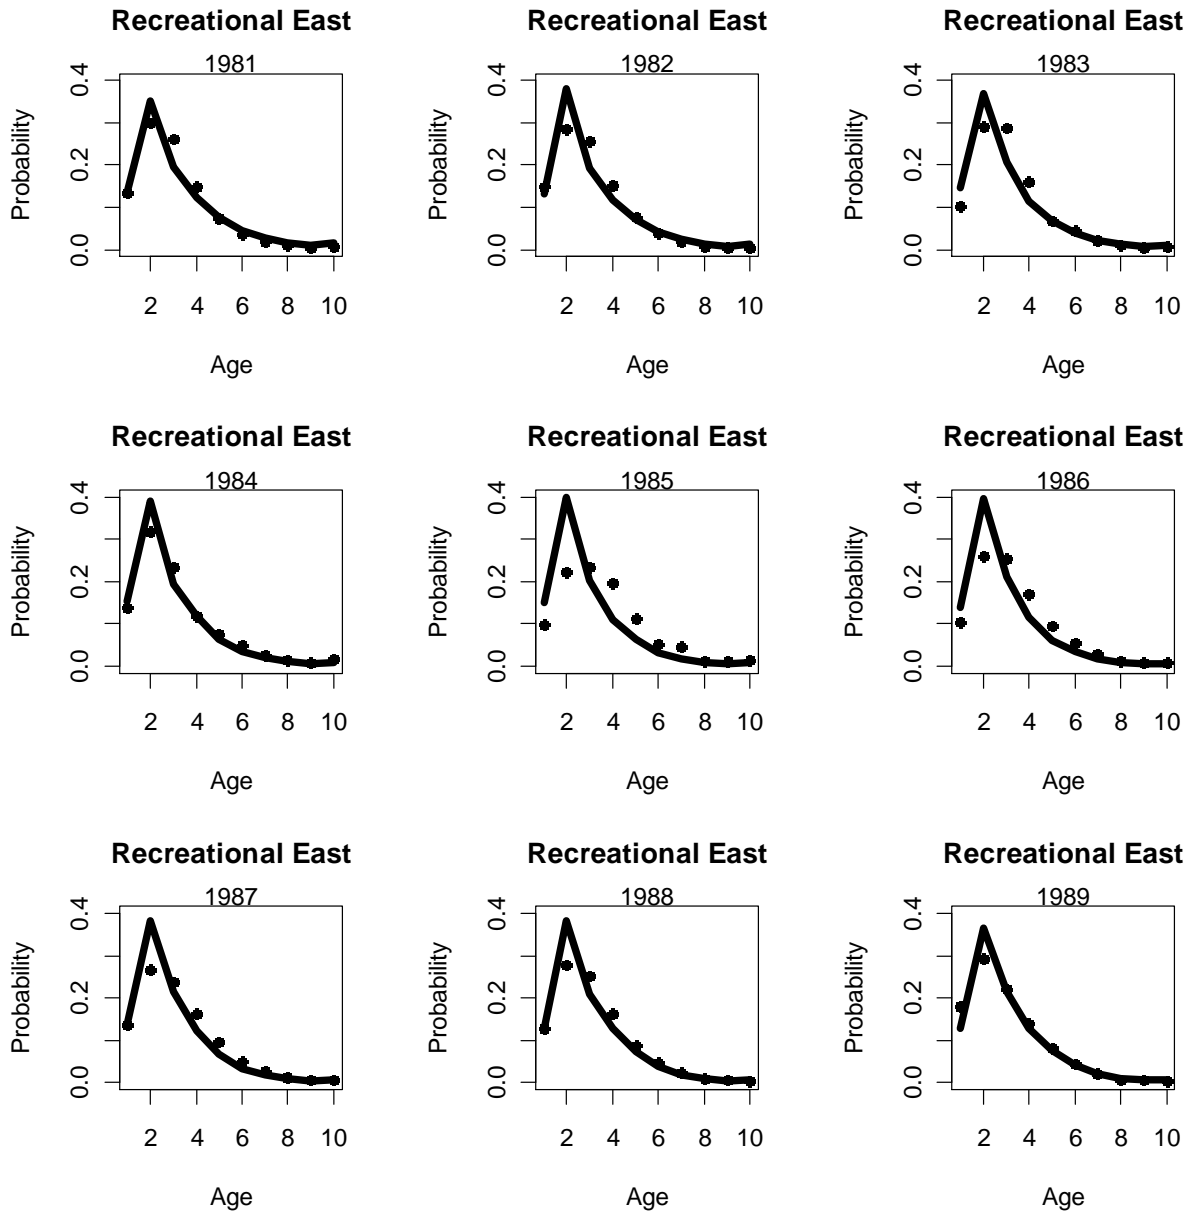 Recreational East
1981
Probability
0.0 0.2 0.4
2 4 6 8 10
Age
Recreational East
1982
Probability
0.0 0.2 0.4
2 4 6 8 10
Age
Recreational East
1983
Probability
0.0 0.2 0.4
2 4 6 8 10
Age
Recreational East
1984
Probability
0.0 0.2 0.4
2 4 6 8 10
Age
Recreational East
1985
Probability
0.0 0.2 0.4
2 4 6 8 10
Age
Recreational East
1986
Probability
0.0 0.2 0.4
2 4 6 8 10
Age
Recreational East
1987
Probability
0.0 0.2 0.4
2 4 6 8 10
Age
Recreational East
1988
Probability
0.0 0.2 0.4
2 4 6 8 10
Age
Recreational East
1989
Probability
0.0 0.2 0.4
2 4 6 8 10
Age